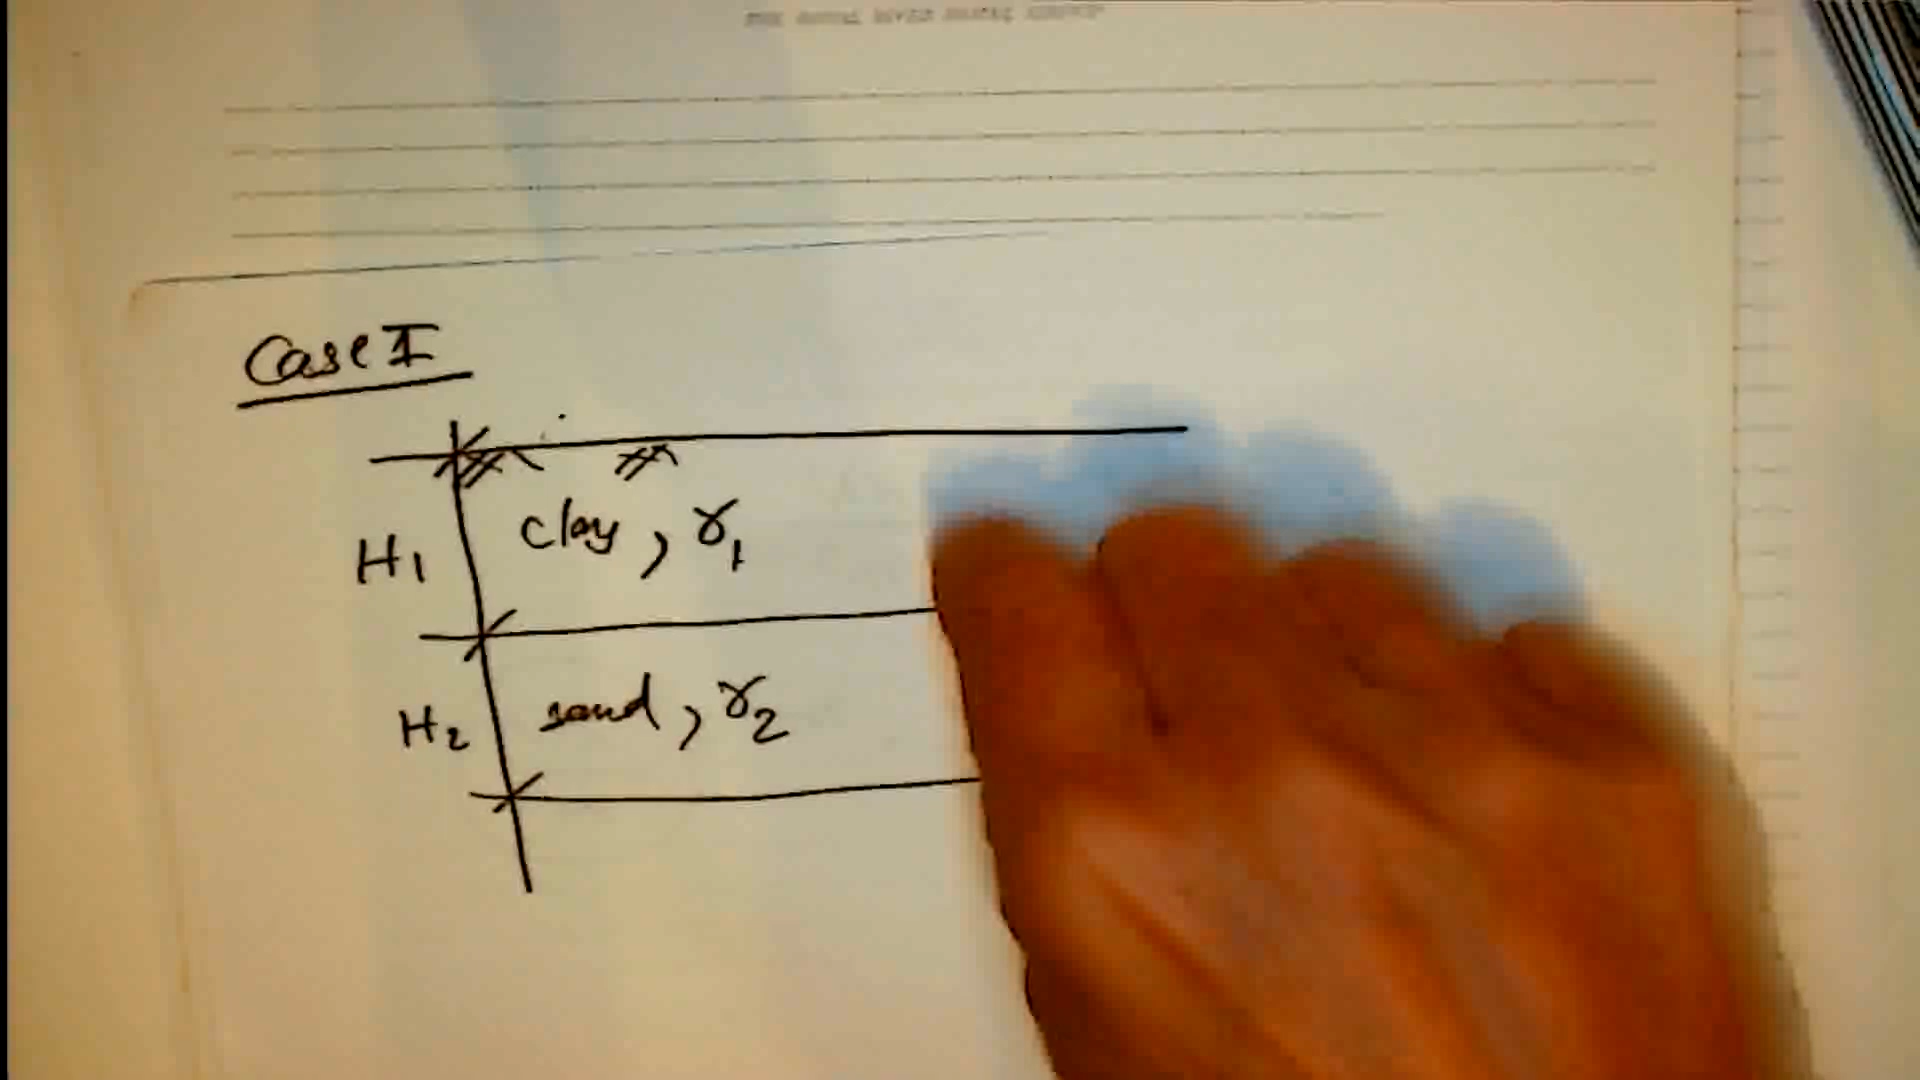 Case I
H1 clay, γ1
H2 sand, γ2